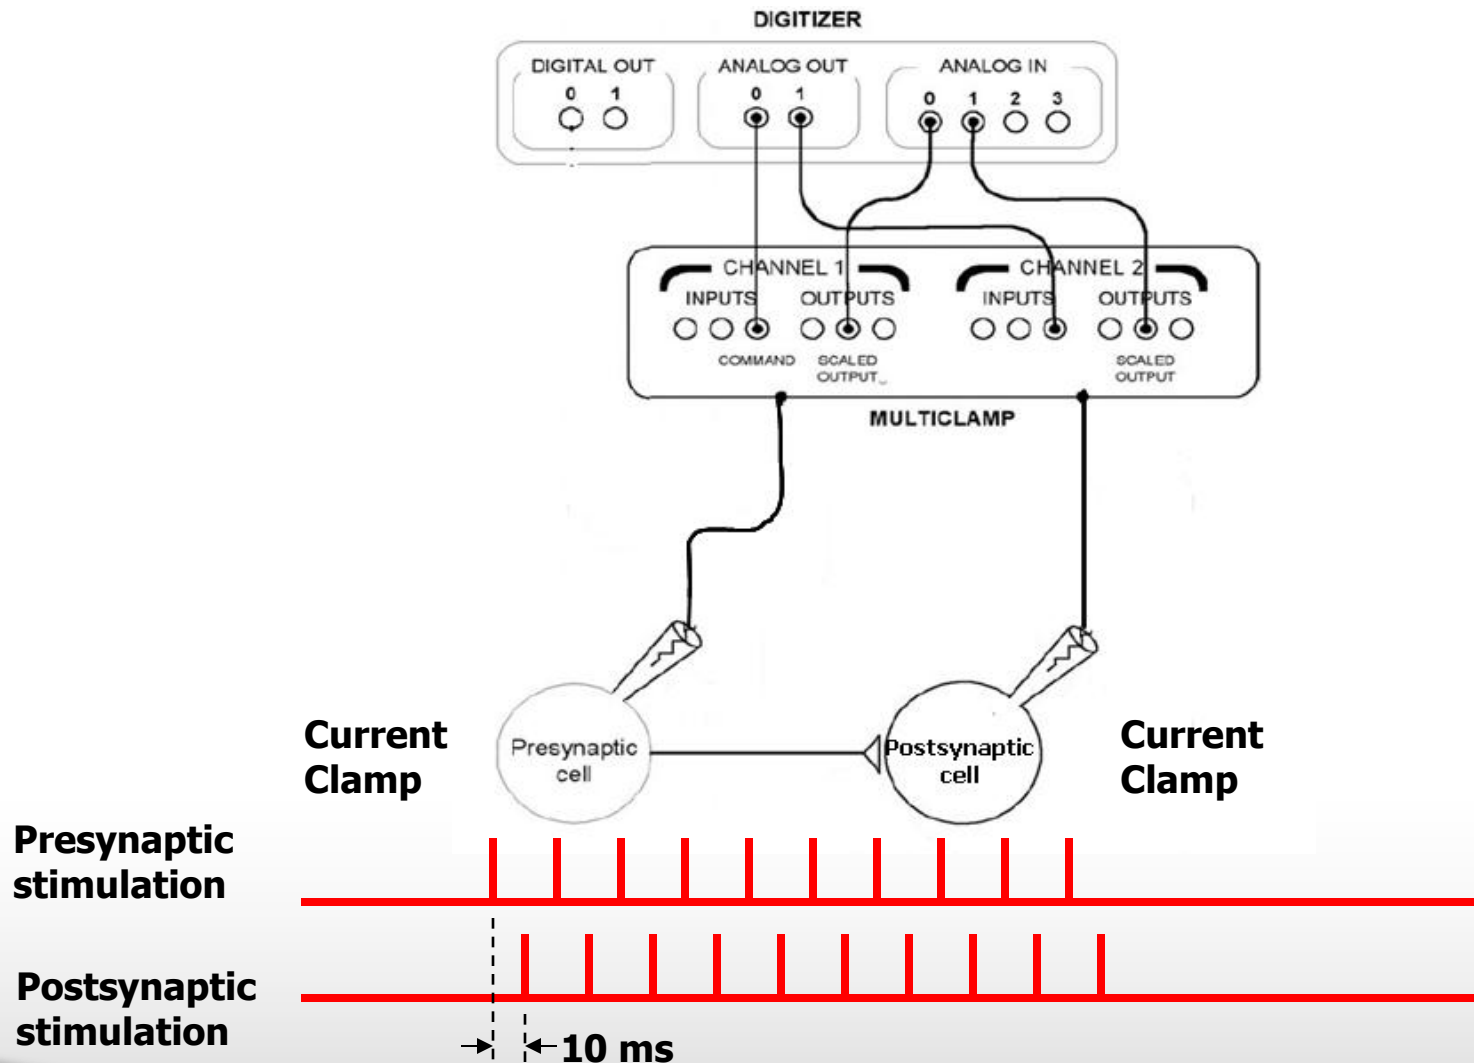 DIGITIZER
DIGITAL OUT
0 1
ANALOG OUT
0 1
ANALOG IN
0 1 2 3
CHANNEL 1
INPUTS OUTPUTS
COMMAND
SCALED
OUTPUT
CHANNEL 2
INPUTS OUTPUTS
SCALED
OUTPUT
MULTICLAMP
Current
Clamp
Presynaptic
cell
Postsynaptic
cell
Current
Clamp
Presynaptic
stimulation
Postsynaptic
stimulation
10 ms